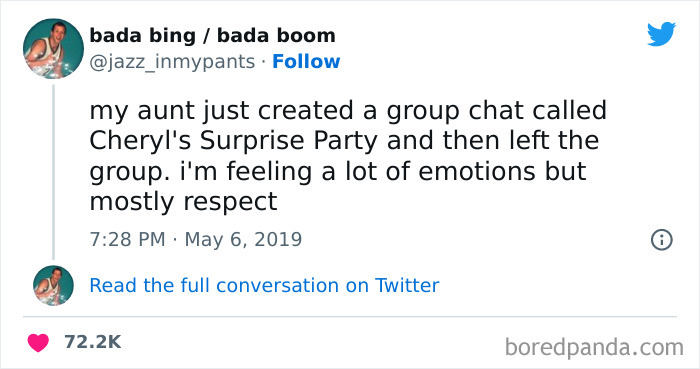 bada bing / bada boom
@jazz_inmypants · Follow
my aunt just created a group chat called
Cheryl's Surprise Party and then left the
group. i'm feeling a lot of emotions but
mostly respect
7:28 PM · May 6, 2019
Read the full conversation on Twitter
72.2K
boredpanda.com